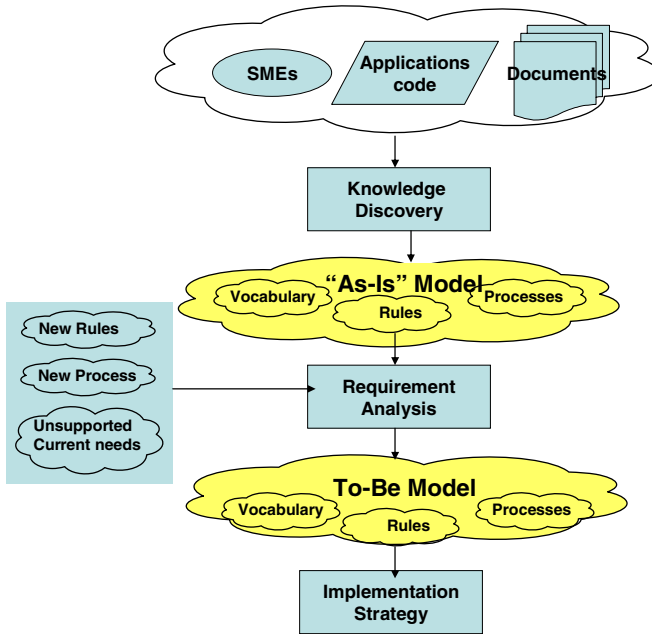 SMEs
Applications
code
Documents
Knowledge
Discovery
“As-Is” Model
Vocabulary
Rules
Processes
New Rules
New Process
Unsupported
Current needs
Requirement
Analysis
To-Be Model
Vocabulary
Rules
Processes
Implementation
Strategy